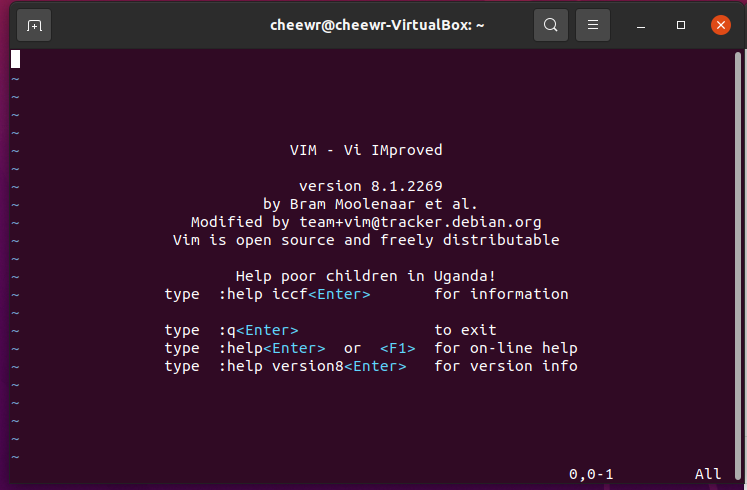 cheewr@cheewr-VirtualBox: ~
~
~
~
~
~
VIM - Vi IMproved
~
~
version 8.1.2269
~
by Bram Moolenaar et al.
~
Modified by team+vim@tracker.debian.org
~
Vim is open source and freely distributable
~
~
Help poor children in Uganda!
~
type :help iccf<Enter> for information
~
~
type :q<Enter> to exit
~
type :help<Enter> or <F1> for on-line help
~
type :help version8<Enter> for version info
~
~
~
~
~
~
0,0-1 All